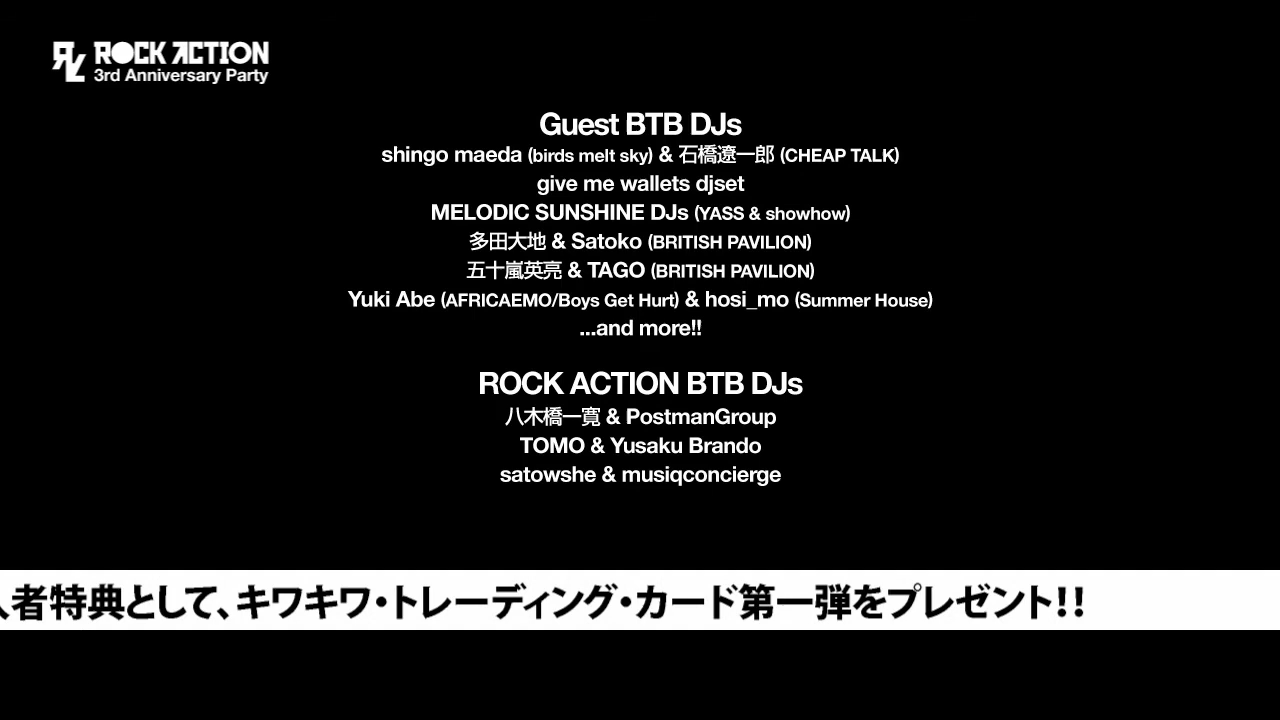 ROCK ACTION
3rd Anniversary Party
Guest BTB DJs
shingo maeda (birds melt sky) & 石橋遼一郎 (CHEAP TALK)
give me wallets djset
MELODIC SUNSHINE DJs (YASS & showhow)
多田大地 & Satoko (BRITISH PAVILION)
五十嵐英亮 & TAGO (BRITISH PAVILION)
Yuki Abe (AFRICAEMO/Boys Get Hurt) & hosi_mo (Summer House)
...and more!!
ROCK ACTION BTB DJs
八木橋一寛 & PostmanGroup
TOMO & Yusaku Brando
satowshe & musiqconcierge
者特典として、キワキワ・トレーディング・カード第一弾をプレゼント!!